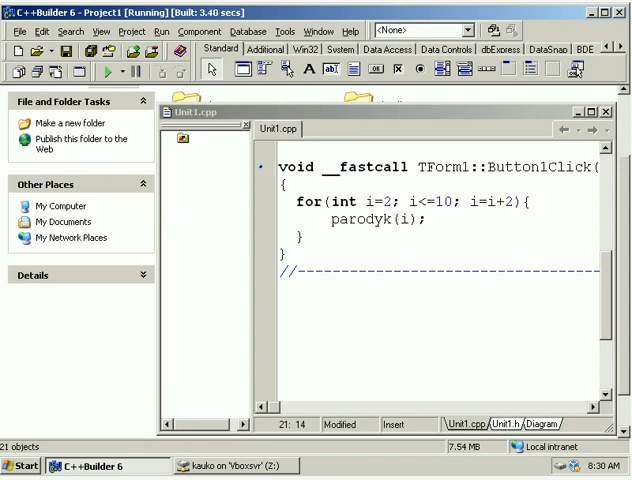 C++Builder 6 - Project1 [Running] [Built: 3.40 secs]
File Edit Search View Project Run Component Database Tools Window Help <None>
Standard Additional Win32 System Data Access Data Controls dbExpress DataSnap BDE
File and Folder Tasks
Make a new folder
Publish this folder to the
Web
Other Places
My Computer
My Documents
My Network Places
Details
Unit1.cpp
Unit1.cpp
void __fastcall TForm1::Button1Click(
{
for(int i=2; i<=10; i=i+2){
parodyk(i);
}
}
//------------------------------------
21: 14 Modified Insert Unit1.cpp Unit1.h Diagram
21 objects 7.54 MB Local intranet
Start C++Builder 6 kauko on 'Vboxsvr' (Z:) 8:30 AM